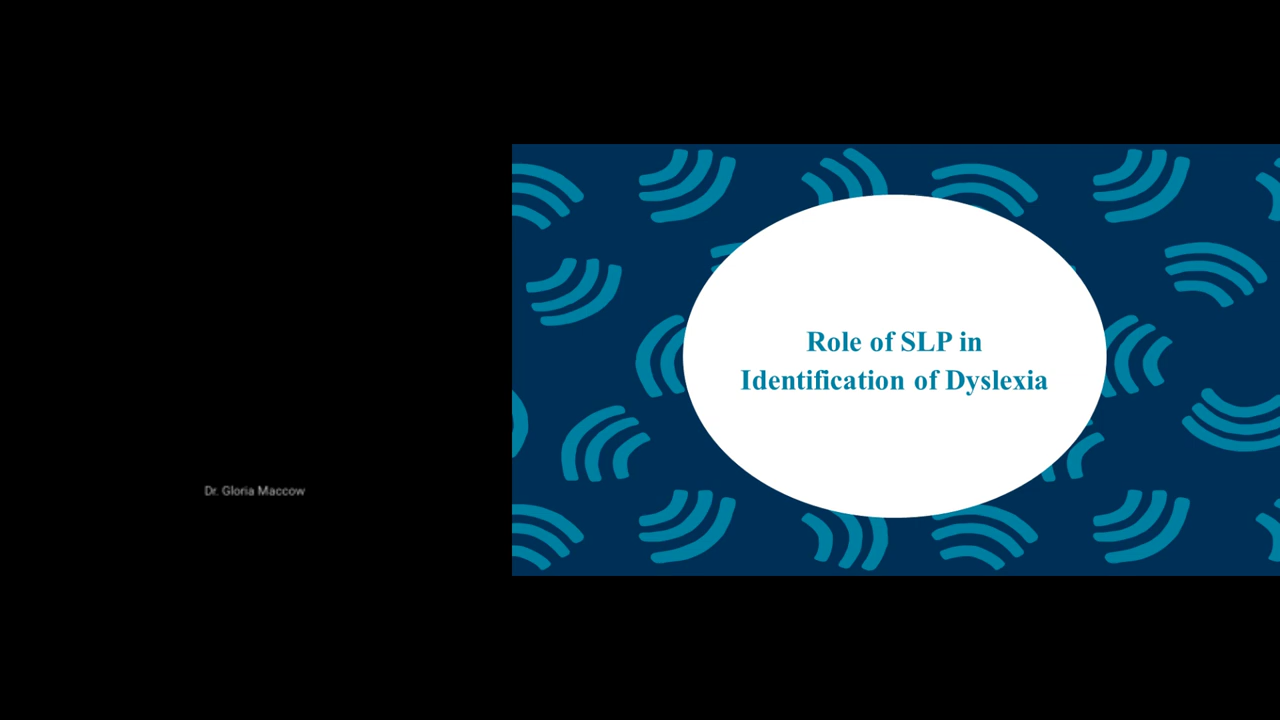 Role of SLP in
Identification of Dyslexia
Dr. Gloria Maccow